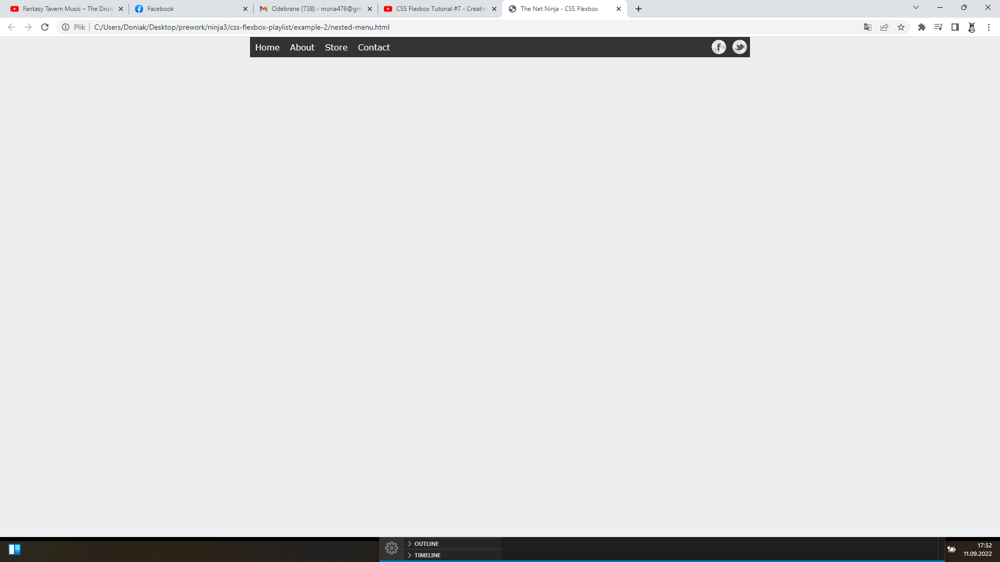 Fantasy Tavern Music – The Druid
Facebook
Odebrane (738) - moria476@gm
CSS Flexbox Tutorial #7 - Creatin
The Net Ninja - CSS Flexbox
Plik C:/Users/Doniak/Desktop/prework/ninja3/css-flexbox-playlist/example-2/nested-menu.html
Home About Store Contact
OUTLINE
TIMELINE
17:52
11.09.2022